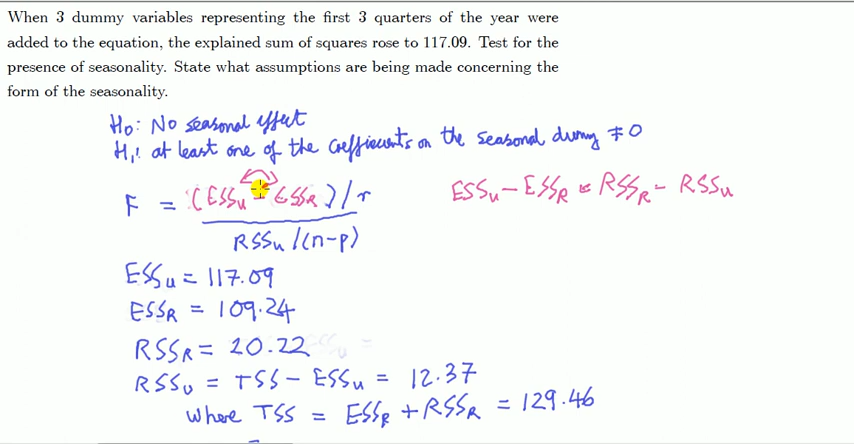 When 3 dummy variables representing the first 3 quarters of the year were
added to the equation, the explained sum of squares rose to 117.09. Test for the
presence of seasonality. State what assumptions are being made concerning the
form of the seasonality.
H₀: No seasonal effect
H₁: at least one of the coefficients on the seasonal dummy ≠ 0
F = (ESSᵤ - ESSR)/r
RSSᵤ/(n-p)
ESSᵤ - ESSR = RSSR - RSSᵤ
ESSᵤ = 117.09
ESSR = 109.24
RSSR = 20.22
RSSᵤ = TSS - ESSᵤ = 12.37
where TSS = ESSR + RSSR = 129.46